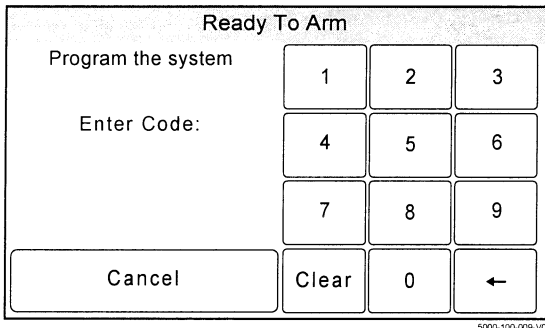 Ready To Arm
Program the system
1 2 3
Enter Code:
4 5 6
7 8 9
Cancel Clear 0 ←
5000-100-009-V0